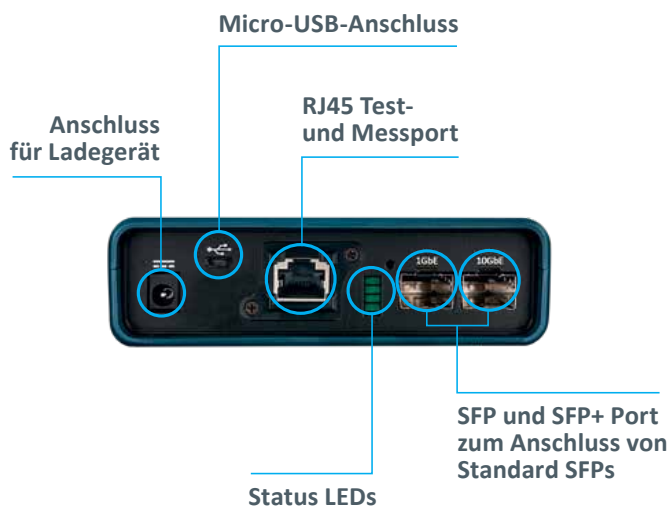 Micro-USB-Anschluss
RJ45 Test-
und Messport
Anschluss
für Ladegerät
1GbE
10GbE
SFP und SFP+ Port
zum Anschluss von
Standard SFPs
Status LEDs